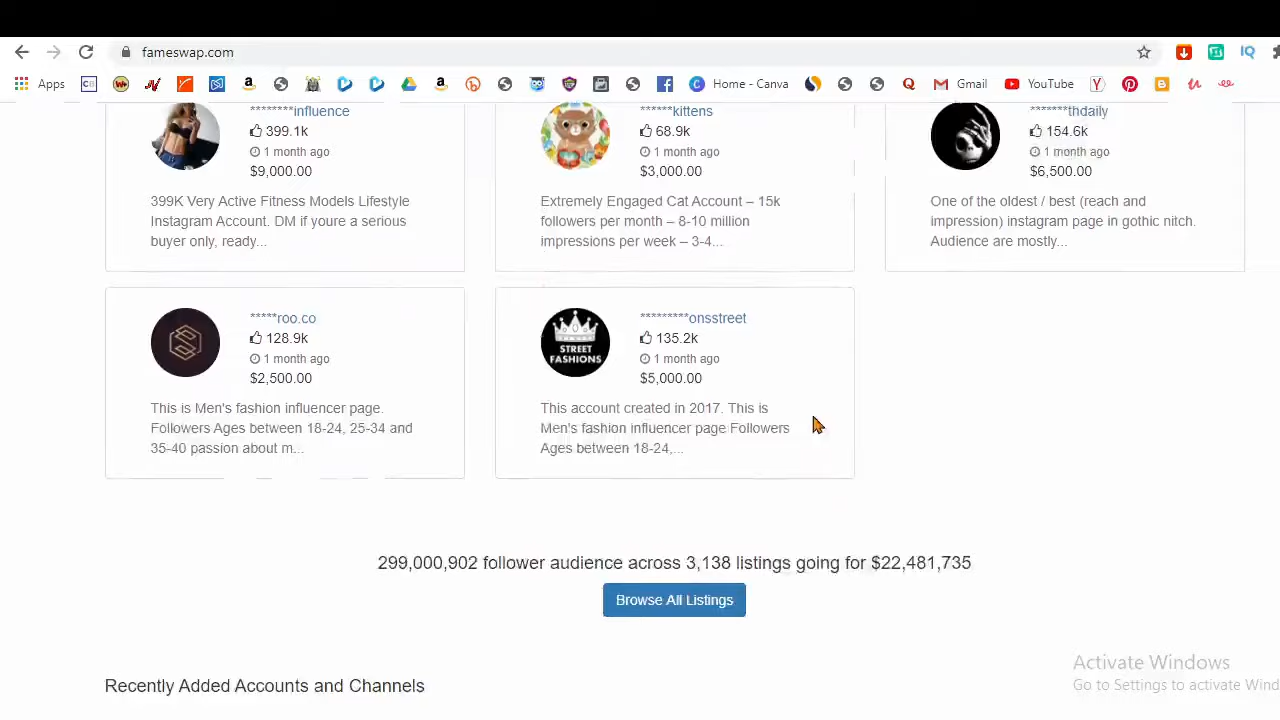 fameswap.com
Apps
Home - Canva
Gmail
YouTube
********influence
399.1k
1 month ago
$9,000.00
399K Very Active Fitness Models Lifestyle
Instagram Account. DM if youre a serious
buyer only, ready...
******kittens
68.9k
1 month ago
$3,000.00
Extremely Engaged Cat Account – 15k
followers per month – 8-10 million
impressions per week – 3-4...
*******thdaily
154.6k
1 month ago
$6,500.00
One of the oldest / best (reach and
impression) instagram page in gothic nitch.
Audience are mostly...
*****roo.co
128.9k
1 month ago
$2,500.00
This is Men's fashion influencer page.
Followers Ages between 18-24, 25-34 and
35-40 passion about m...
STREET
FASHIONS
*********onsstreet
135.2k
1 month ago
$5,000.00
This account created in 2017. This is
Men's fashion influencer page Followers
Ages between 18-24,...
299,000,902 follower audience across 3,138 listings going for $22,481,735
Browse All Listings
Recently Added Accounts and Channels
Activate Windows
Go to Settings to activate Wind